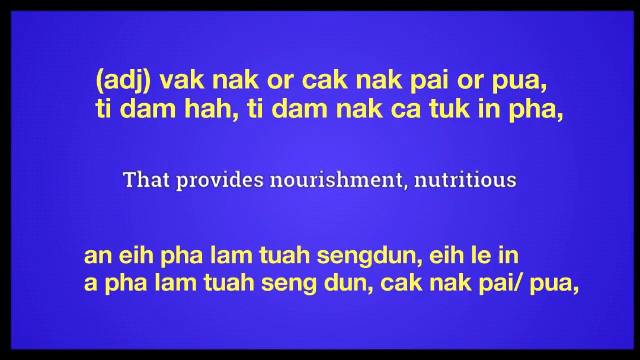 (adj) vak nak or cak nak pai or pua,
ti dam hah, ti dam nak ca tuk in pha,
That provides nourishment, nutritious
an eih pha lam tuah sengdun, eih le in
a pha lam tuah seng dun, cak nak pai/ pua,